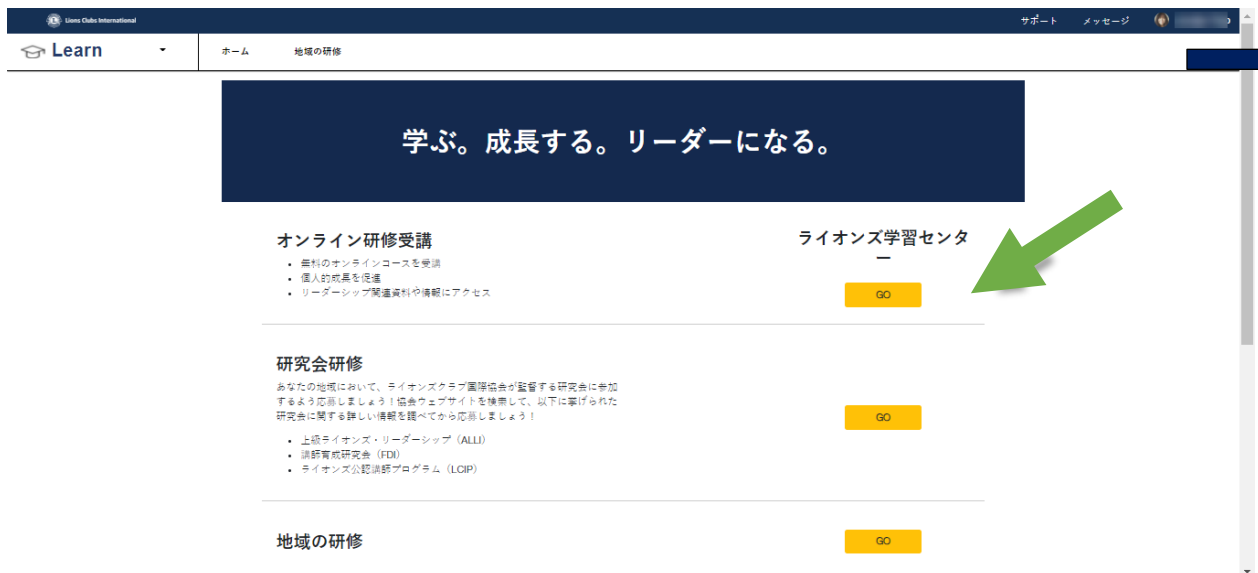 Lions Clubs International
サポート メッセージ
Learn ホーム 地域の研修
学ぶ。成長する。リーダーになる。
オンライン研修受講
• 無料のオンラインコースを受講
• 個人的成長を促進
• リーダーシップ関連資料や情報にアクセス
ライオンズ学習センタ
ー
GO
研究会研修
あなたの地域において、ライオンズクラブ国際協会が監督する研究会に参加
するよう応募しましょう！協会ウェブサイトを検索して、以下に挙げられた
研究会に関する詳しい情報を調べてから応募しましょう！
• 上級ライオンズ・リーダーシップ（ALLI）
• 講師育成研究会（FDI）
• ライオンズ公認講師プログラム（LCIP）
GO
地域の研修
GO